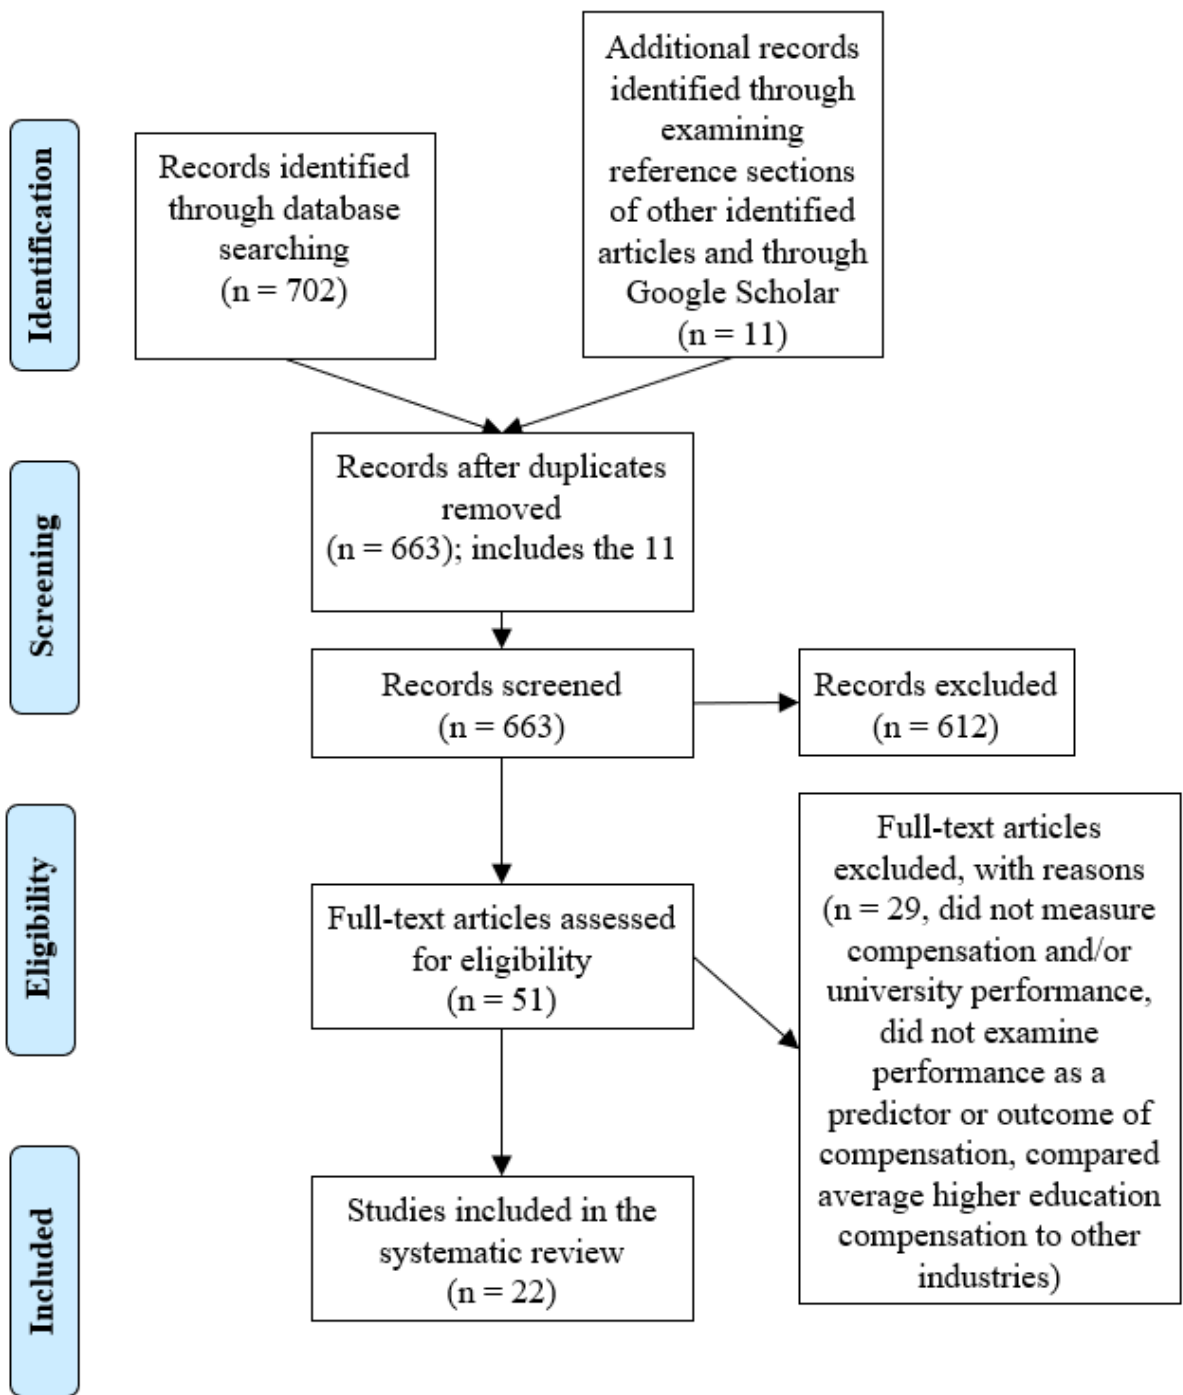 Identification
Records identified
through database
searching
(n = 702)
Additional records
identified through
examining
reference sections
of other identified
articles and through
Google Scholar
(n = 11)
Screening
Records after duplicates
removed
(n = 663); includes the 11
Records screened
(n = 663)
Records excluded
(n = 612)
Eligibility
Full-text articles assessed
for eligibility
(n = 51)
Full-text articles
excluded, with reasons
(n = 29, did not measure
compensation and/or
university performance,
did not examine
performance as a
predictor or outcome of
compensation, compared
average higher education
compensation to other
industries)
Included
Studies included in the
systematic review
(n = 22)